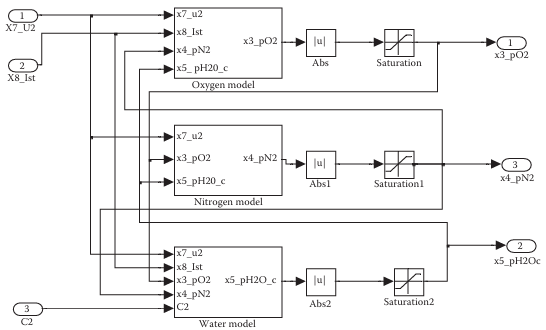 1
X7_U2
2
X8_Ist
x7_u2
x8_Ist
x4_pN2
x5_ pH20_c
x3_pO2
Oxygen model
|u|
Abs
Saturation
1
x3_pO2
x7_u2
x3_pO2
x5_pH20_c
x4_pN2
Nitrogen model
|u|
Abs1
Saturation1
3
x4_pN2
2
x5_pH2Oc
x7_u2
x8_Ist
x3_pO2
x4_pN2
C2
x5_pH2O_c
Water model
|u|
Abs2
Saturation2
3
C2